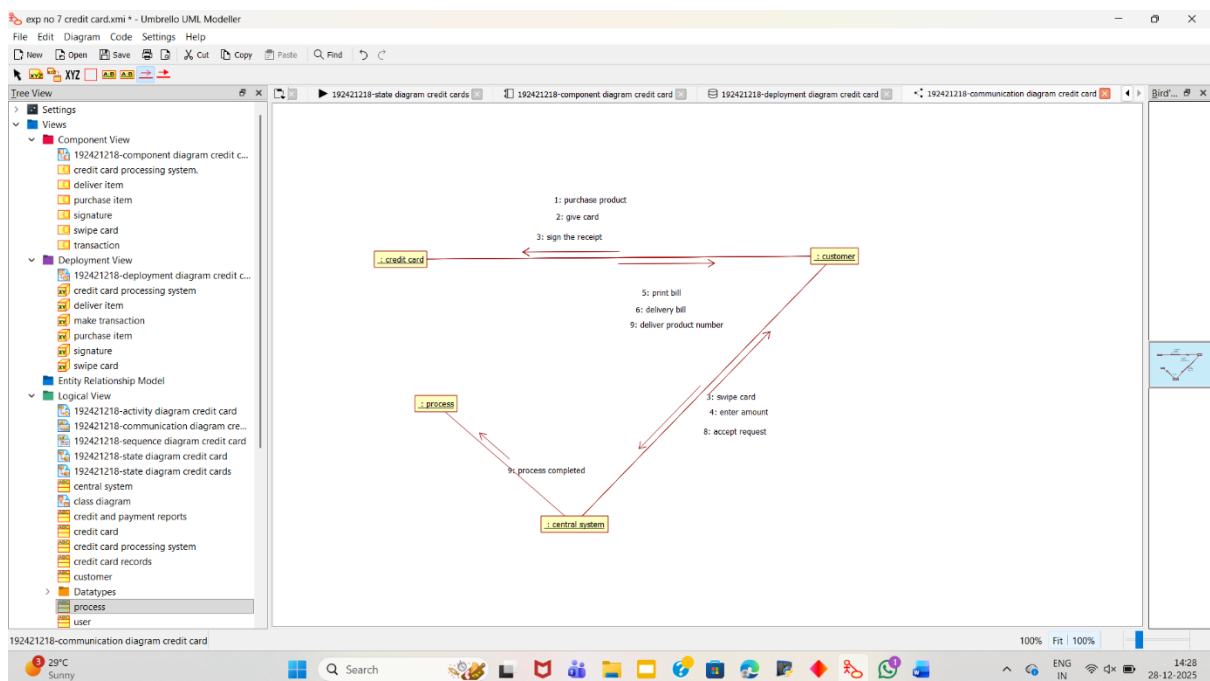 exp no 7 credit card.xmi * - Umbrello UML Modeller
File Edit Diagram Code Settings Help
New Open Save Cut Copy Paste Find
XYZ XYZ A:B A:B
Tree View
192421218-state diagram credit cards
192421218-component diagram credit card
192421218-deployment diagram credit card
192421218-communication diagram credit card
Bird'...
Settings
Views
Component View
192421218-component diagram credit c...
credit card processing system.
deliver item
purchase item
signature
swipe card
transaction
Deployment View
192421218-deployment diagram credit c...
credit card processing system
deliver item
make transaction
purchase item
signature
swipe card
Entity Relationship Model
Logical View
192421218-activity diagram credit card
192421218-communication diagram cre...
192421218-sequence diagram credit card
192421218-state diagram credit card
192421218-state diagram credit cards
central system
class diagram
credit and payment reports
credit card
credit card processing system
credit card records
customer
Datatypes
process
user
1: purchase product
2: give card
3: sign the receipt
: credit card
: customer
5: print bill
6: delivery bill
9: deliver product number
: process
3: swipe card
4: enter amount
8: accept request
9: process completed
: central system
192421218-communication diagram credit card
100% Fit 100%
3
29°C
Sunny
Search
ENG
IN
14:28
28-12-2025